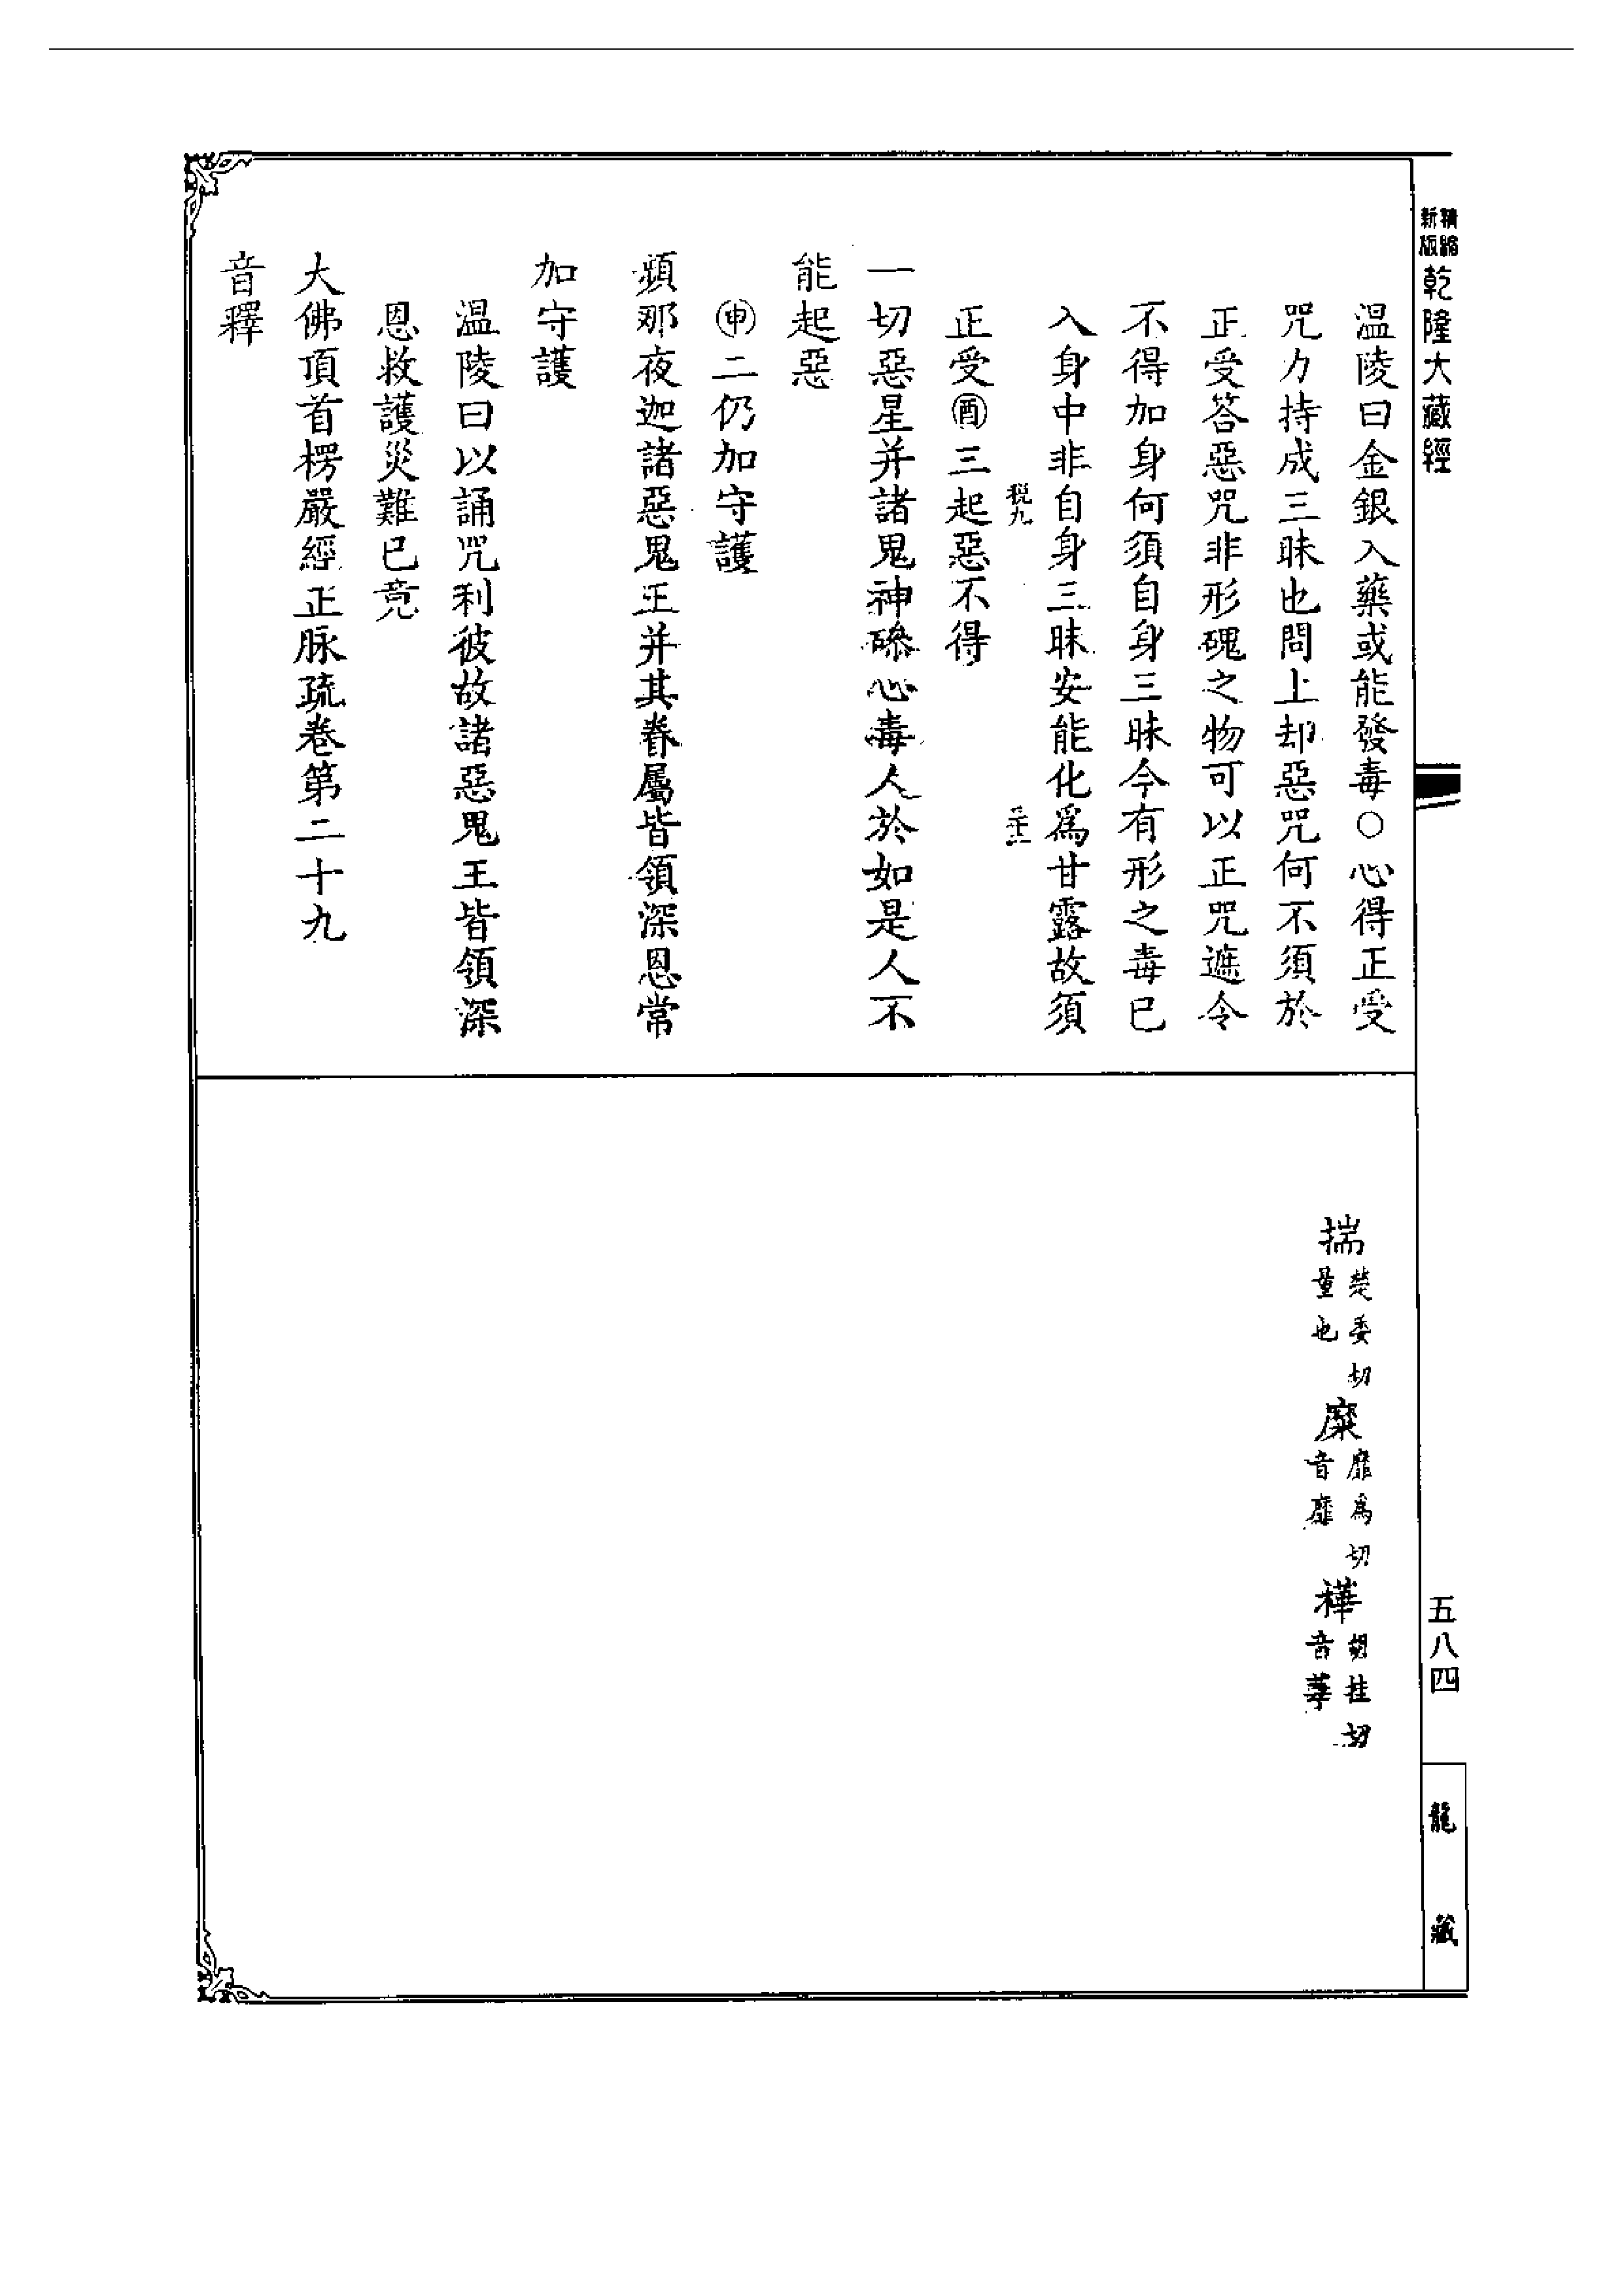 精縮新版
乾隆大藏經
温陵曰金銀入藥或能發毒○心得正受
咒力持成三昧也問上却惡咒何不須於
正受答惡咒非形磈之物可以正咒遮令
不得加身何須自身三昧今有形之毒已
入身中非自身三昧安能化爲甘露故須
税九
正受㊒三起惡不得
一切惡星并諸鬼神磣心毒人於如是人不
能起惡
㊥二仍加守護
頻那夜迦諸惡鬼王并其眷屬皆領深恩常
加守護
温陵曰以誦咒利彼故諸惡鬼王皆領深
恩救護災難已竟
大佛頂首楞嚴經正脉疏卷第二十九
音釋
揣 楚委切
量也
糜 靡為切
音靡
樺 胡挂切
音華
五八四
龍藏